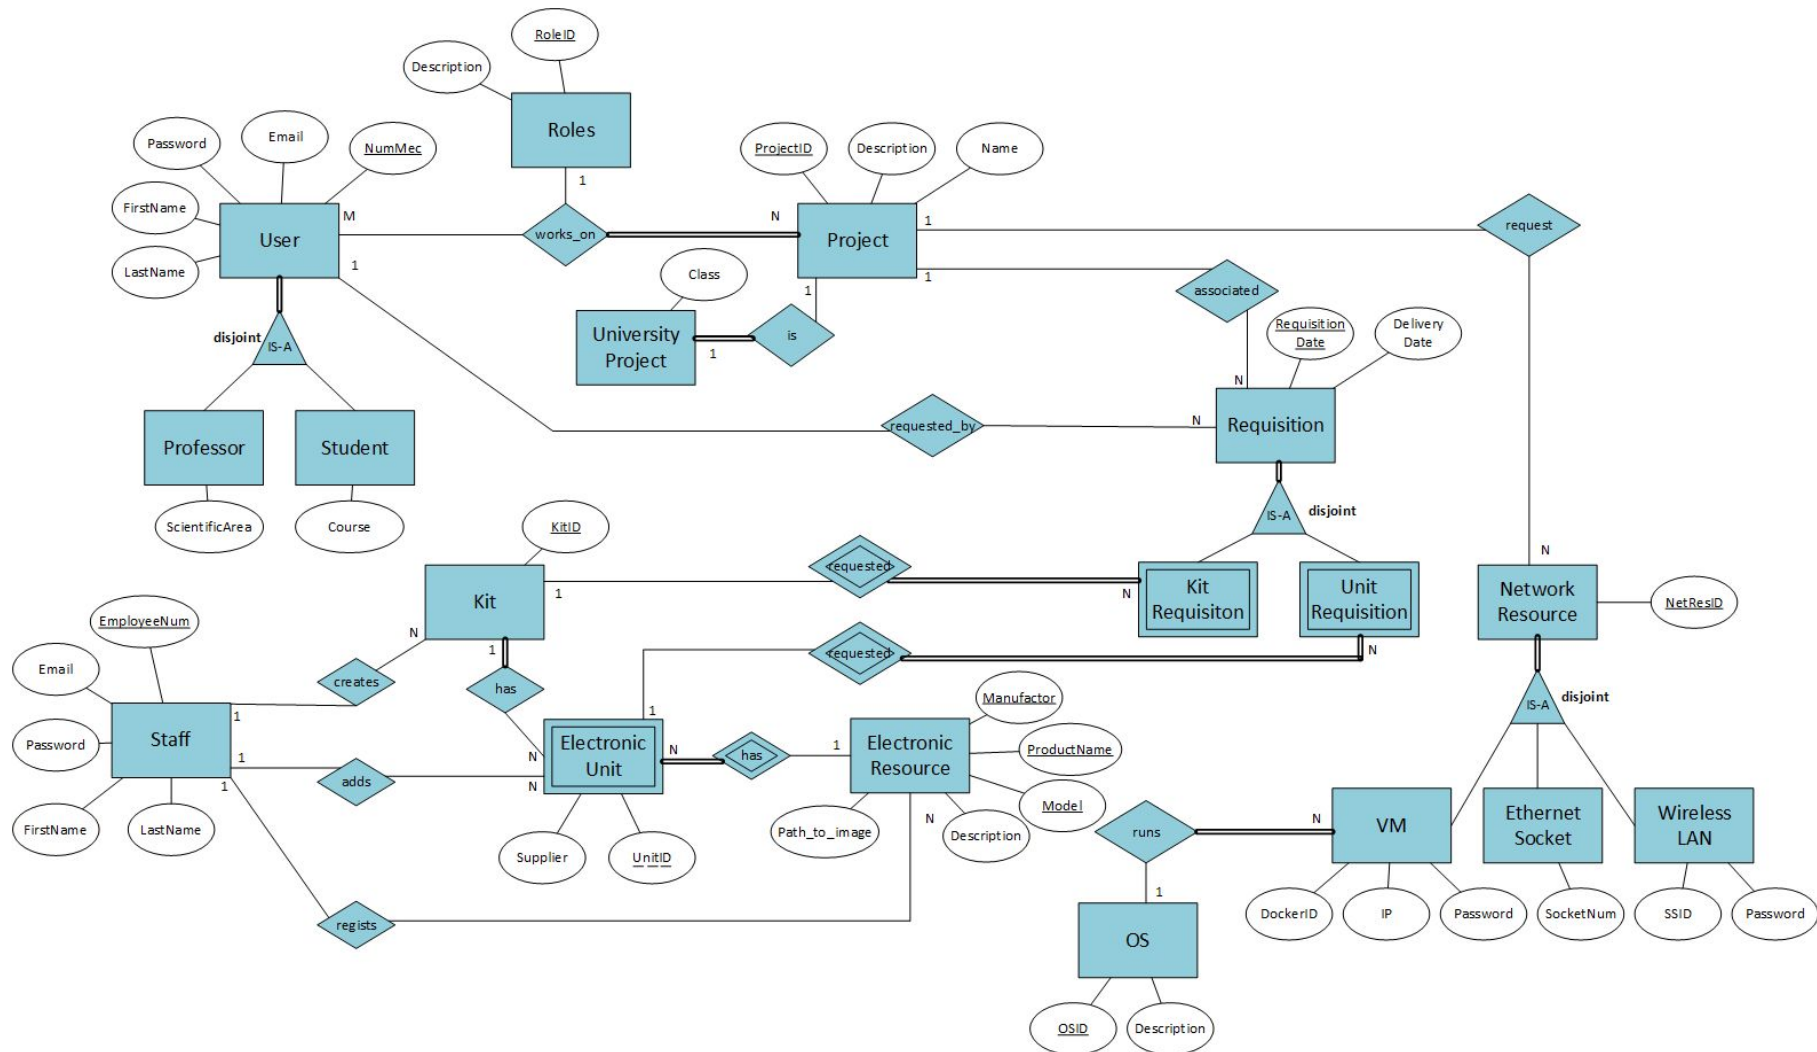 RoleID
Description
Roles
Email
Password
NumMec
ProjectID
Description
Name
1
FirstName
M
N
1
User
works_on
Project
request
LastName
1
Class
1
1
associated
disjoint
IS-A
University
Project
1
is
Requisition
Date
Delivery
Date
N
Professor
Student
requested_by
N
Requisition
ScientificArea
Course
KitID
IS-A
disjoint
requested
N
Kit
1
N
Kit
Requisiton
Unit
Requisition
Network
Resource
NetResID
EmployeeNum
N
1
requested
N
Email
creates
has
Manufactor
IS-A
disjoint
1
1
Password
Staff
N
Electronic
Unit
N
has
1
Electronic
Resource
ProductName
1
adds
N
1
Model
FirstName
LastName
Path_to_image
N
Description
runs
N
VM
Ethernet
Socket
Wireless
LAN
Supplier
UnitID
1
DockerID
IP
Password
SocketNum
SSID
Password
regists
OS
OSID
Description